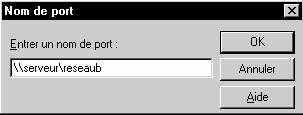 Nom de port
Entrer un nom de port :
OK
\\serveur\reseaub
Annuler
Aide